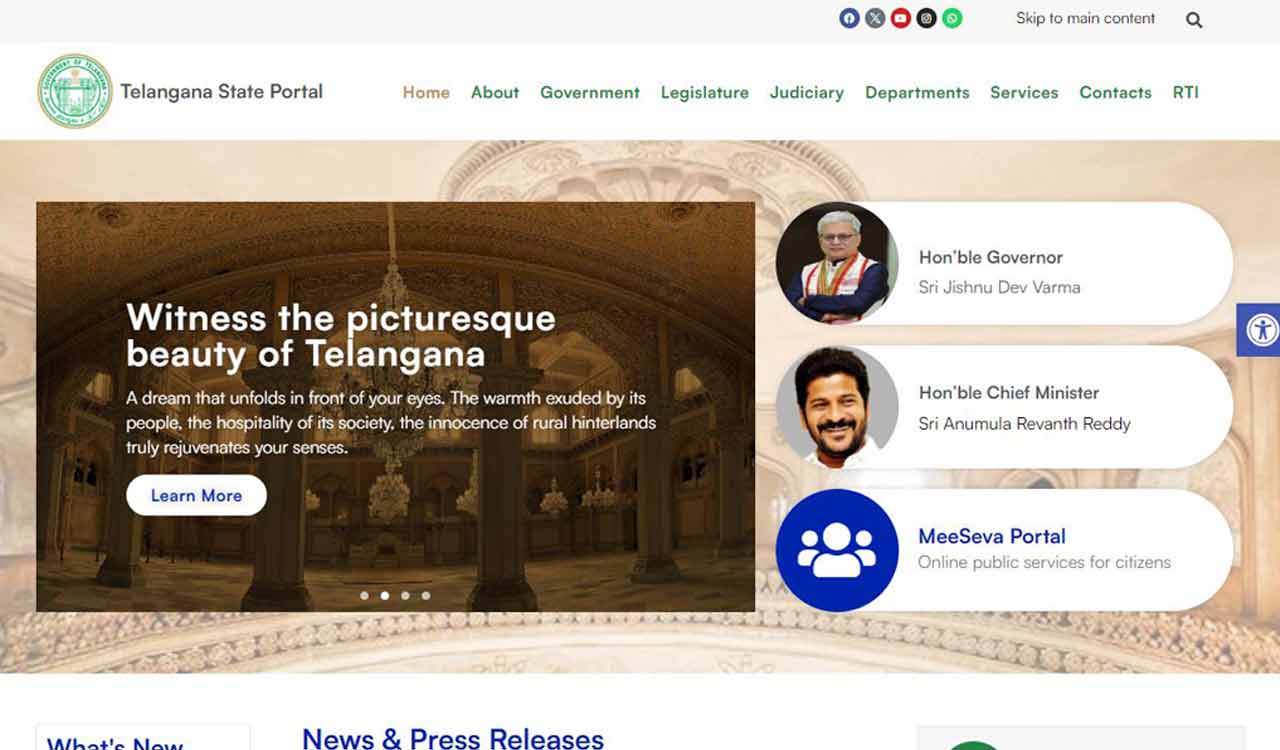 Skip to main content
Telangana State Portal
Home About Government Legislature Judiciary Departments Services Contacts RTI
Witness the picturesque
beauty of Telangana
A dream that unfolds in front of your eyes. The warmth exuded by its
people, the hospitality of its society, the innocence of rural hinterlands
truly rejuvenates your senses.
Learn More
Hon'ble Governor
Sri Jishnu Dev Varma
Hon'ble Chief Minister
Sri Anumula Revanth Reddy
MeeSeva Portal
Online public services for citizens
What's New
News & Press Releases